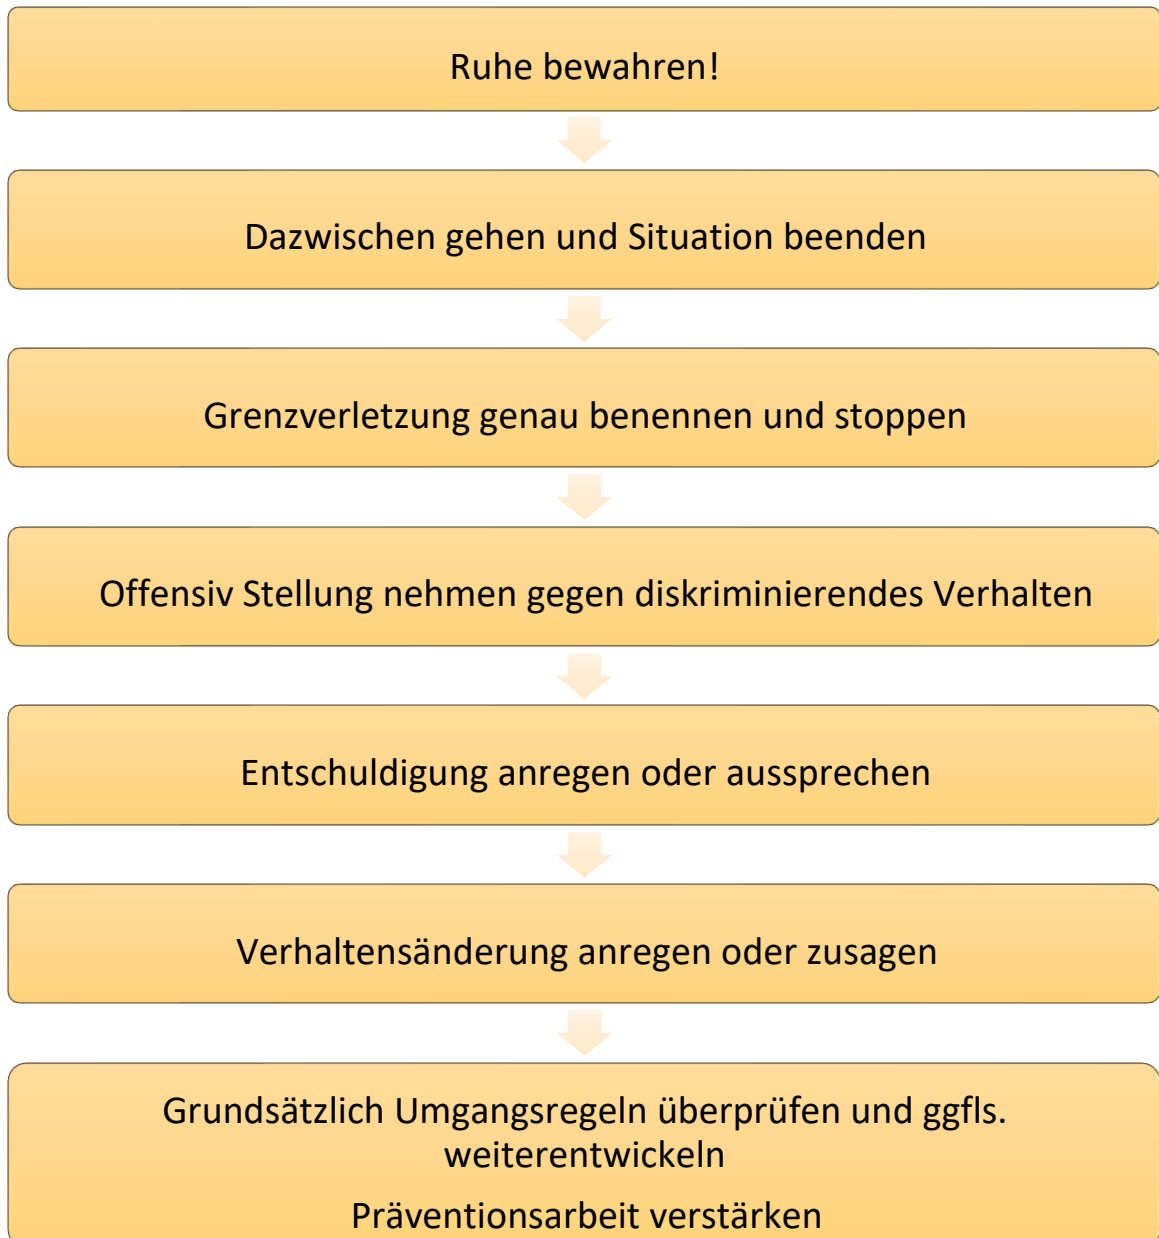 Ruhe bewahren!
Dazwischen gehen und Situation beenden
Grenzverletzung genau benennen und stoppen
Offensiv Stellung nehmen gegen diskriminierendes Verhalten
Entschuldigung anregen oder aussprechen
Verhaltensänderung anregen oder zusagen
Grundsätzlich Umgangsregeln überprüfen und ggfls.
weiterentwickeln
Präventionsarbeit verstärken